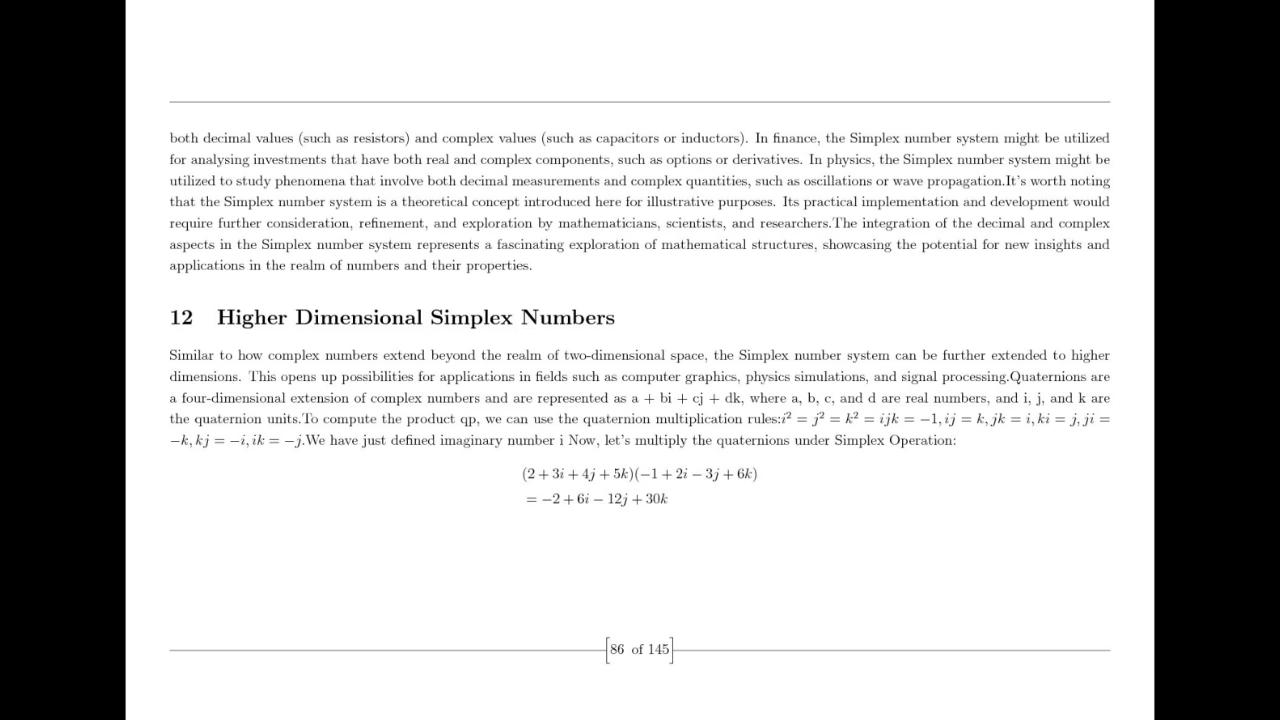 both decimal values (such as resistors) and complex values (such as capacitors or inductors). In finance, the Simplex number system might be utilized
for analysing investments that have both real and complex components, such as options or derivatives. In physics, the Simplex number system might be
utilized to study phenomena that involve both decimal measurements and complex quantities, such as oscillations or wave propagation.It's worth noting
that the Simplex number system is a theoretical concept introduced here for illustrative purposes. Its practical implementation and development would
require further consideration, refinement, and exploration by mathematicians, scientists, and researchers.The integration of the decimal and complex
aspects in the Simplex number system represents a fascinating exploration of mathematical structures, showcasing the potential for new insights and
applications in the realm of numbers and their properties.
12 Higher Dimensional Simplex Numbers
Similar to how complex numbers extend beyond the realm of two-dimensional space, the Simplex number system can be further extended to higher
dimensions. This opens up possibilities for applications in fields such as computer graphics, physics simulations, and signal processing.Quaternions are
a four-dimensional extension of complex numbers and are represented as a + bi + cj + dk, where a, b, c, and d are real numbers, and i, j, and k are
the quaternion units.To compute the product qp, we can use the quaternion multiplication rules:i² = j² = k² = ijk = −1, ij = k, jk = i, ki = j, ji =
−k, kj = −i, ik = −j.We have just defined imaginary number i Now, let's multiply the quaternions under Simplex Operation:
(2 + 3i + 4j + 5k)(−1 + 2i − 3j + 6k)
= −2 + 6i − 12j + 30k
[86 of 145]